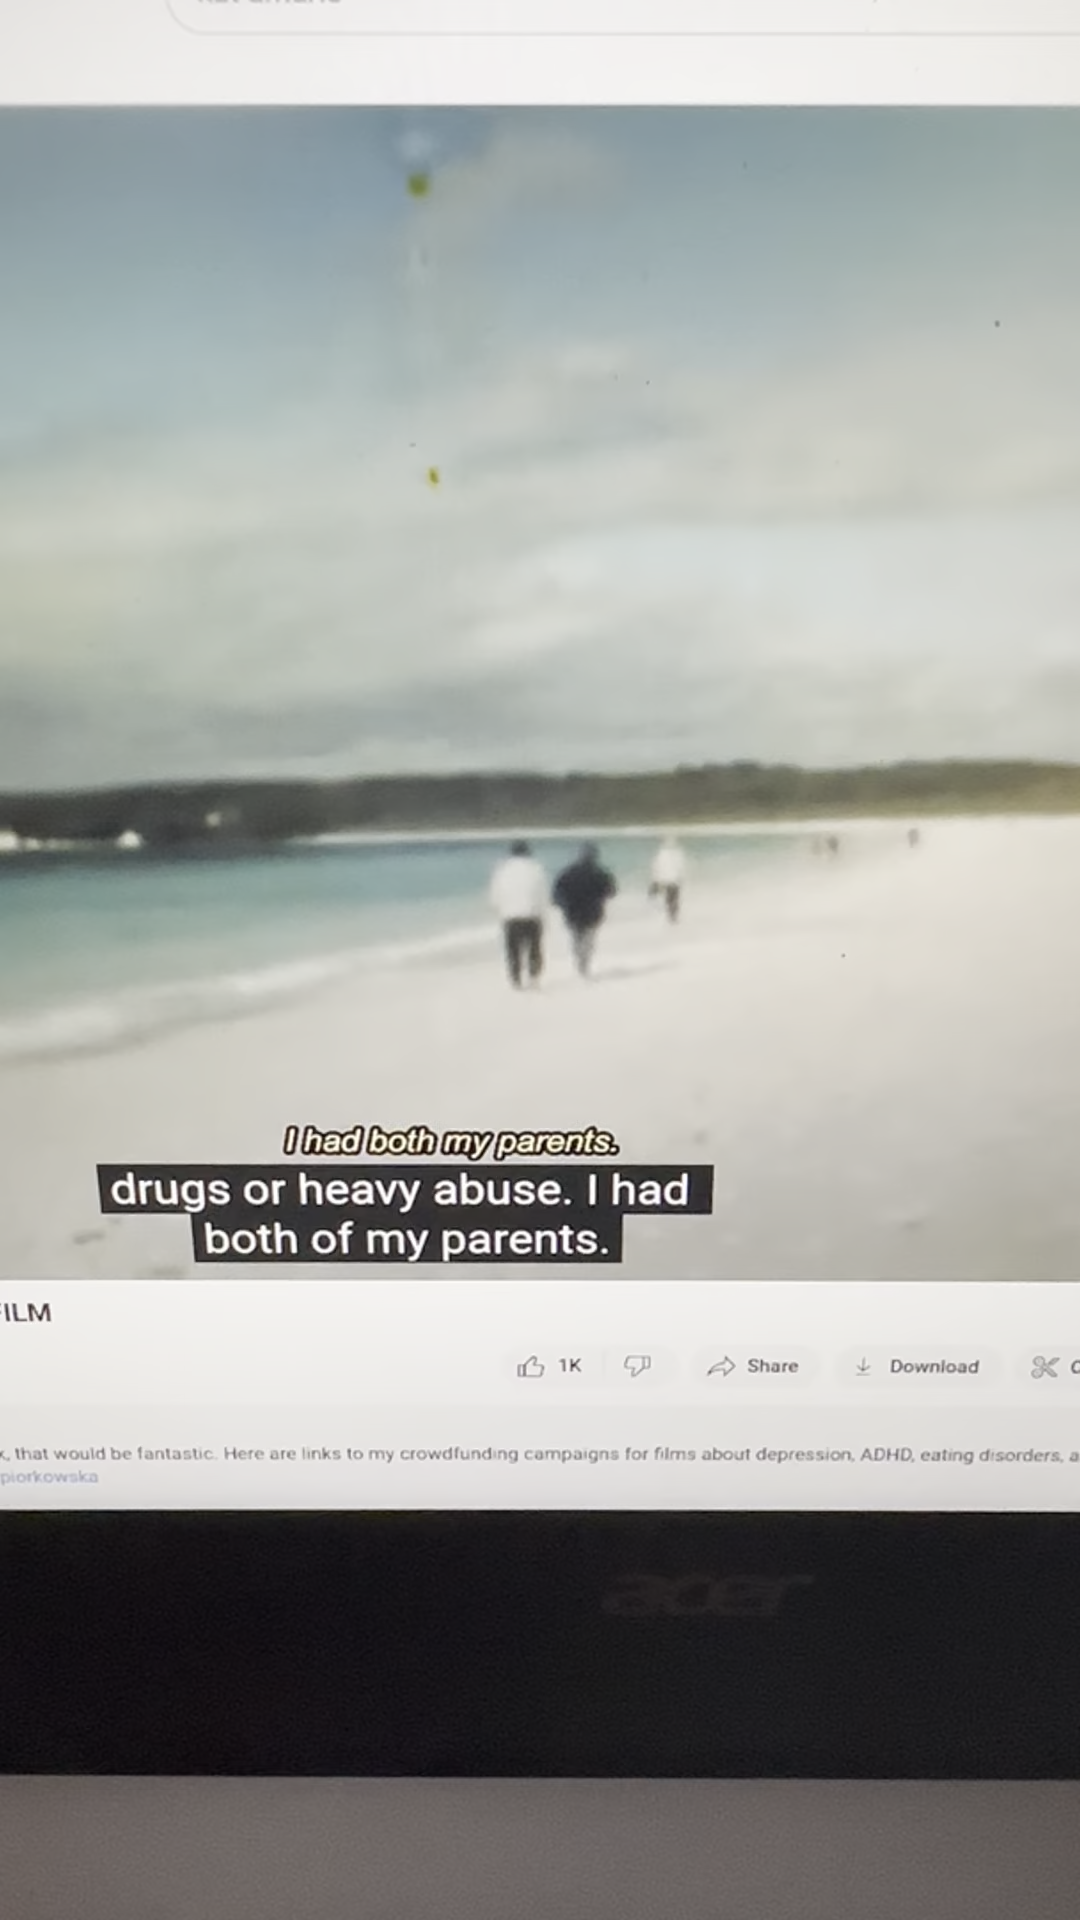 I had both my parents.
drugs or heavy abuse. I had
both of my parents.
FILM
1K
Share
Download
, that would be fantastic. Here are links to my crowdfunding campaigns for films about depression, ADHD, eating disorders, a
piorkowska
acer